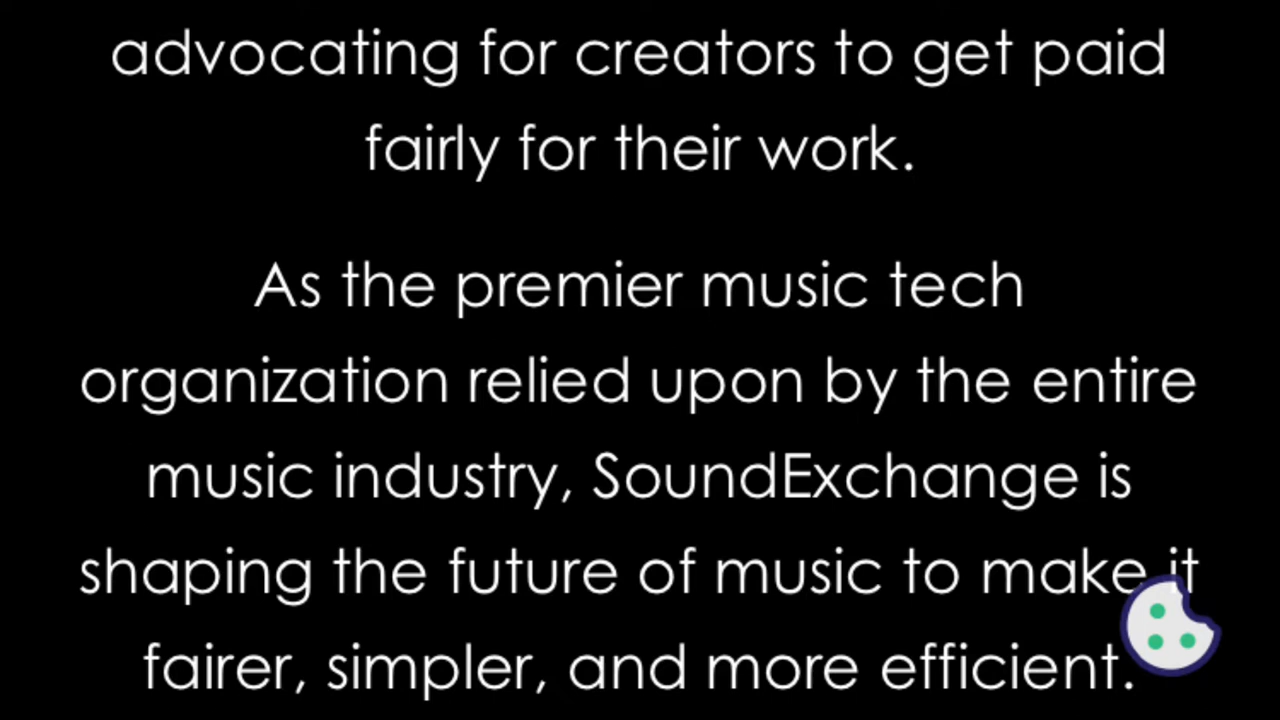 advocating for creators to get paid
fairly for their work.
As the premier music tech
organization relied upon by the entire
music industry, SoundExchange is
shaping the future of music to make it
fairer, simpler, and more efficient.